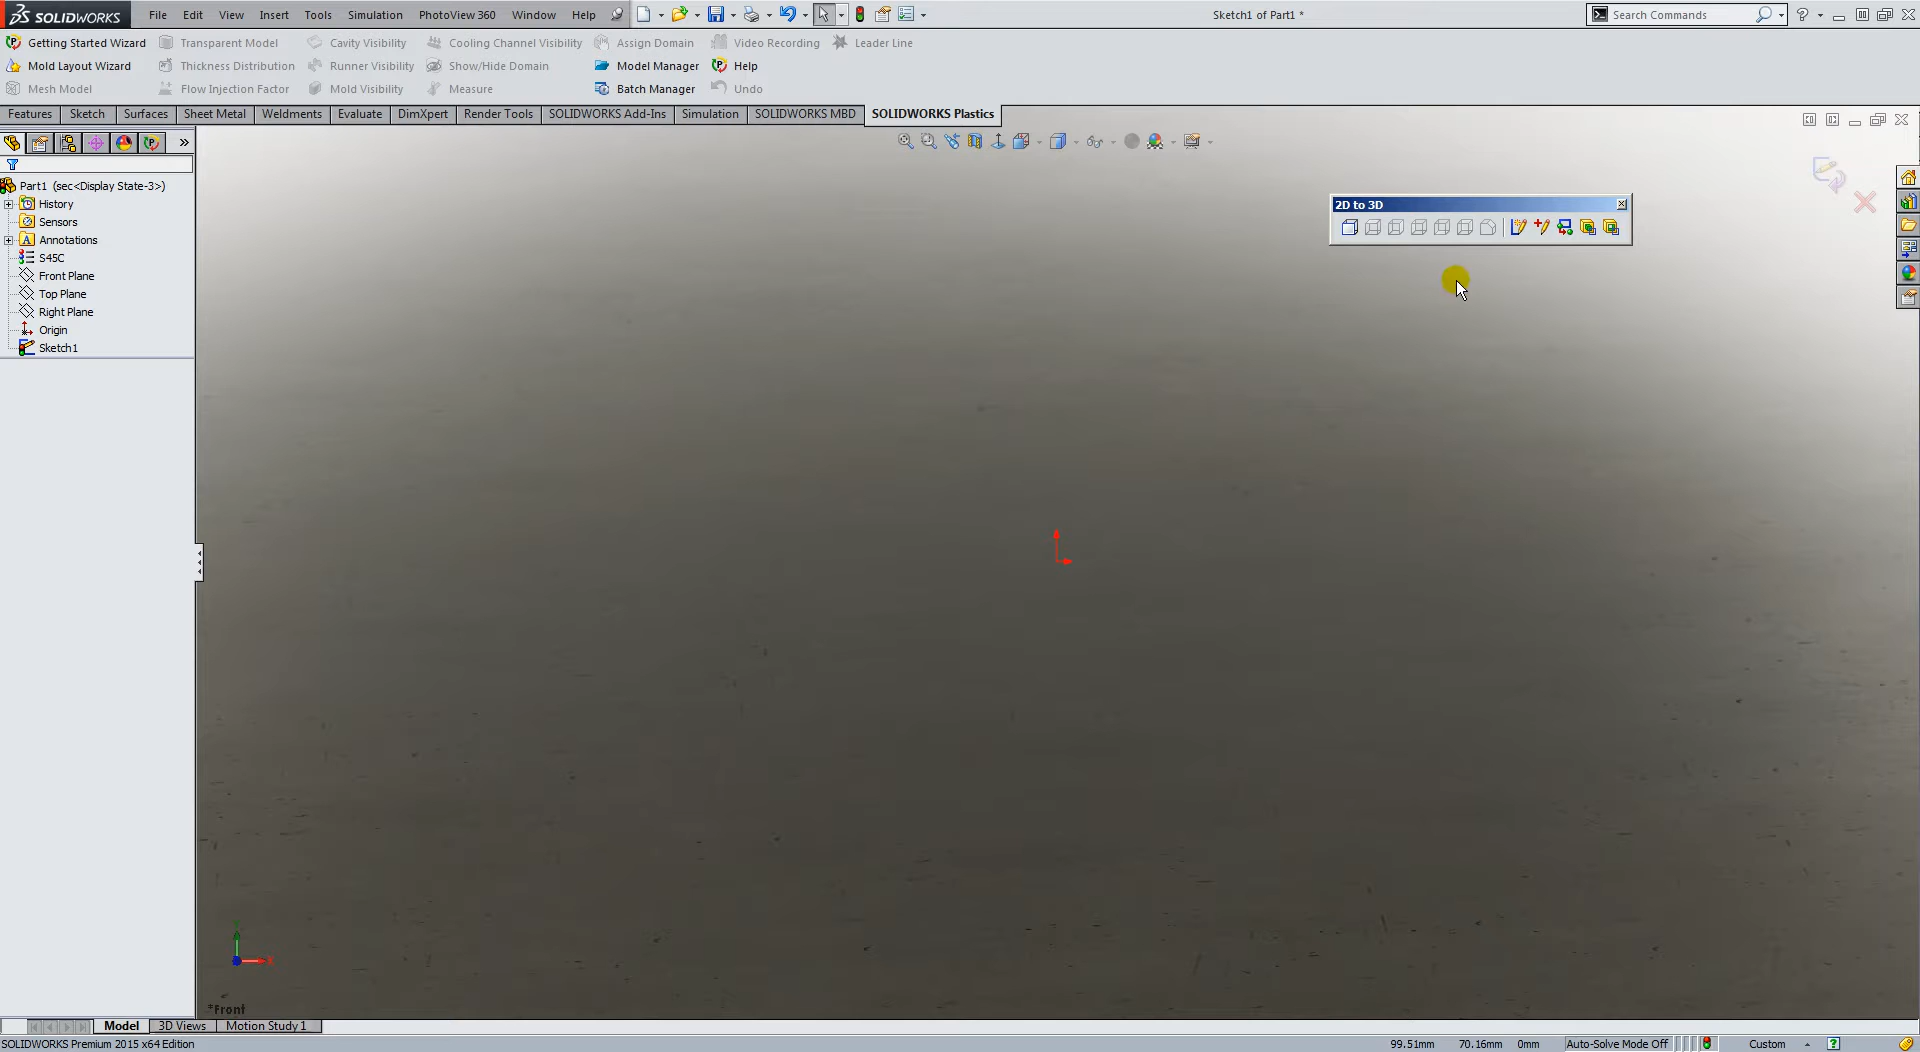 SOLIDWORKS File Edit View Insert Tools Simulation PhotoView 360 Window Help Sketch1 of Part1 * Search Commands
Getting Started Wizard Transparent Model Cavity Visibility Cooling Channel Visibility Assign Domain Video Recording Leader Line
Mold Layout Wizard Thickness Distribution Runner Visibility Show/Hide Domain Model Manager Help
Mesh Model Flow Injection Factor Mold Visibility Measure Batch Manager Undo
Features Sketch Surfaces Sheet Metal Weldments Evaluate DimXpert Render Tools SOLIDWORKS Add-Ins Simulation SOLIDWORKS MBD SOLIDWORKS Plastics
Part1 (sec<Display State-3>)
History
Sensors
Annotations
S45C
Front Plane
Top Plane
Right Plane
Origin
Sketch1
2D to 3D
X
*Front
Model 3D Views Motion Study 1
SOLIDWORKS Premium 2015 x64 Edition 99.51mm 70.16mm 0mm Auto-Solve Mode Off Custom